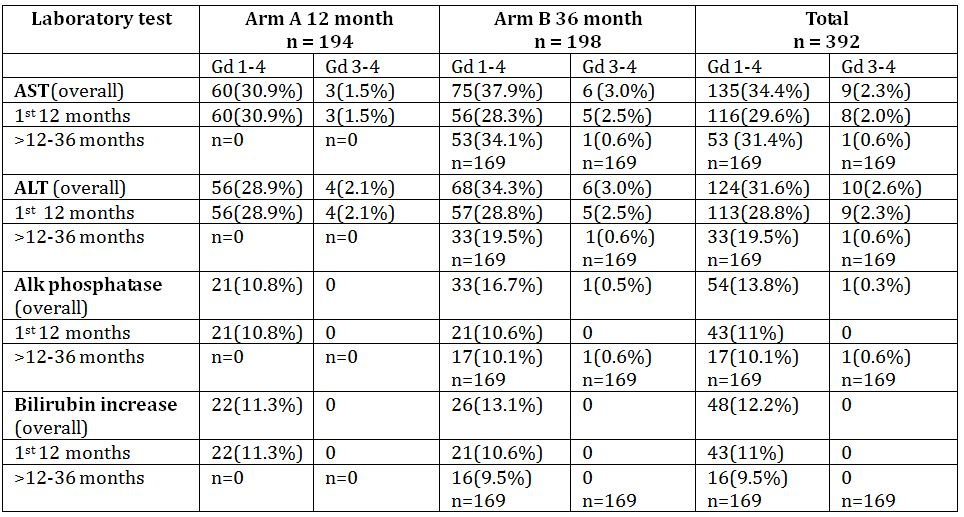 Laboratory test Arm A 12 month Arm B 36 month Total
n = 194 n = 198 n = 392
Gd 1-4 Gd 3-4 Gd 1-4 Gd 3-4 Gd 1-4 Gd 3-4
AST(overall) 60(30.9%) 3(1.5%) 75(37.9%) 6 (3.0%) 135(34.4%) 9(2.3%)
1st 12 months 60(30.9%) 3(1.5%) 56(28.3%) 5(2.5%) 116(29.6%) 8(2.0%)
>12-36 months n=0 n=0 53(34.1%) 1(0.6%) 53 (31.4%) 1(0.6%)
n=169 n=169 n=169 n=169
ALT (overall) 56(28.9%) 4(2.1%) 68(34.3%) 6(3.0%) 124(31.6%) 10(2.6%)
1st 12 months 56(28.9%) 4(2.1%) 57(28.8%) 5(2.5%) 113(28.8%) 9(2.3%)
>12-36 months n=0 n=0 33(19.5%) 1(0.6%) 33(19.5%) 1(0.6%)
n=169 n=169 n=169 n=169
Alk phosphatase 21(10.8%) 0 33(16.7%) 1(0.5%) 54(13.8%) 1(0.3%)
(overall)
1st 12 months 21(10.8%) 0 21(10.6%) 0 43(11%) 0
>12-36 months n=0 n=0 17(10.1%) 1(0.6%) 17(10.1%) 1(0.6%)
n=169 n=169 n=169 n=169
Bilirubin increase 22(11.3%) 0 26(13.1%) 0 48(12.2%) 0
(overall)
1st 12 months 22(11.3%) 0 21(10.6%) 0 43(11%) 0
>12-36 months n=0 n=0 16(9.5%) 0 16(9.5%) 0
n=169 n=169 n=169 n=169